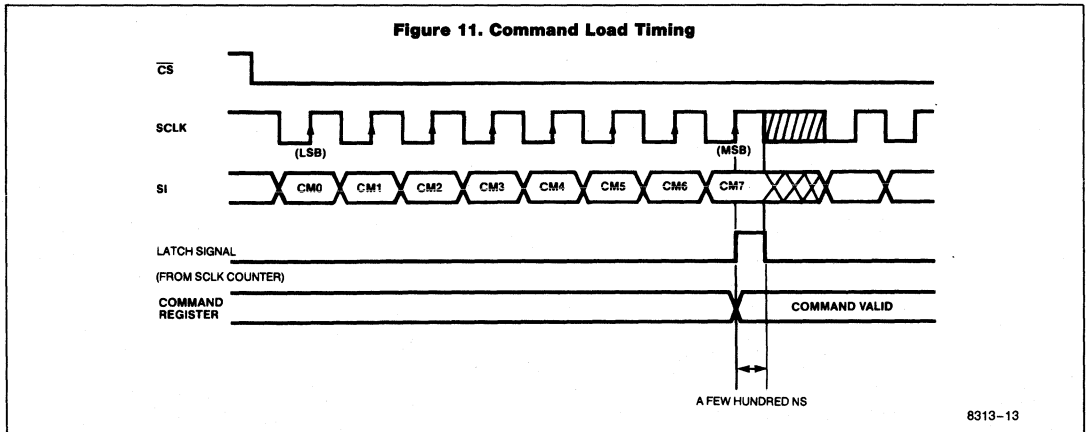 Figure 11. Command Load Timing
CS
SCLK
(LSB)
(MSB)
SI
CM0 CM1 CM2 CM3 CM4 CM5 CM6 CM7
LATCH SIGNAL
(FROM SCLK COUNTER)
COMMAND
REGISTER
COMMAND VALID
A FEW HUNDRED NS
8313–13